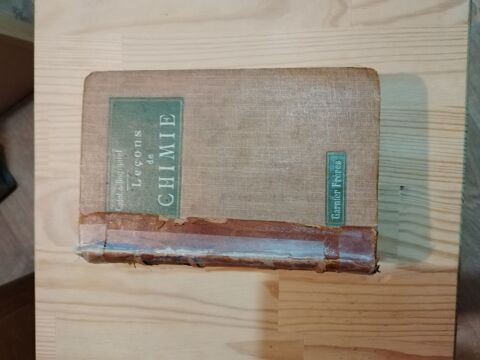 Leçons
de
CHIMIE
Garnier Frères